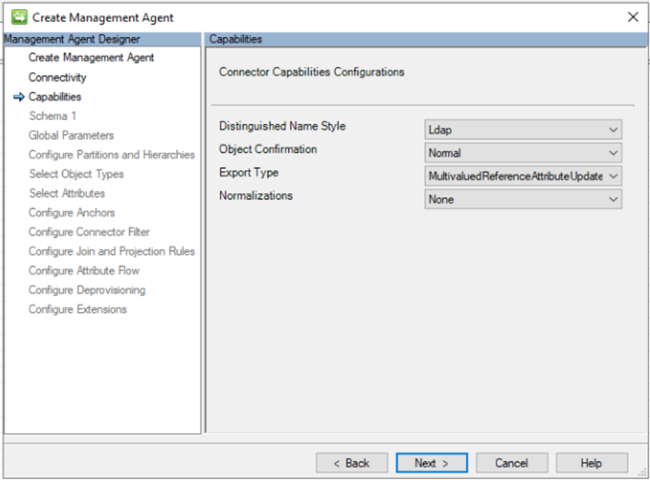 Create Management Agent
Management Agent Designer
Create Management Agent
Connectivity
Capabilities
Schema 1
Global Parameters
Configure Partitions and Hierarchies
Select Object Types
Select Attributes
Configure Anchors
Configure Connector Filter
Configure Join and Projection Rules
Configure Attribute Flow
Configure Deprovisioning
Configure Extensions
Capabilities
Connector Capabilities Configurations
Distinguished Name Style Ldap
Object Confirmation Normal
Export Type MultivaluedReferenceAttributeUpdate
Normalizations None
< Back Next > Cancel Help